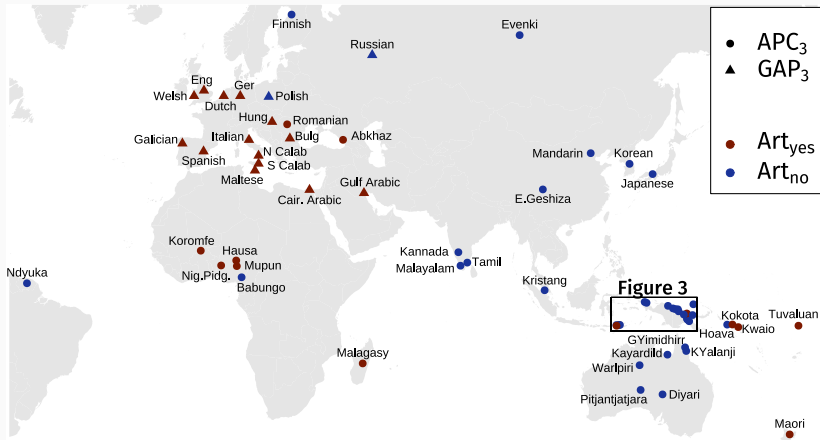 Finnish
Evenki
Russian
APC3
GAP3
Eng
Ger
Welsh
Dutch
Polish
Hung
Romanian
Galician
Italian
Bulg
Abkhaz
Spanish
N Calab
S Calab
Maltese
Cair. Arabic
Gulf Arabic
Mandarin
Korean
Japanese
E.Geshiza
Artyes
Artno
Koromfe
Hausa
Mupun
Nig.Pidg.
Babungo
Ndyuka
Kannada
Malayalam
Tamil
Kristang
Figure 3
Kokota
Tuvaluan
Hoava
Kwaio
GYimidhirr
Kayardild
KYalanji
Warlpiri
Malagasy
Pitjantjatjara
Diyari
Maori